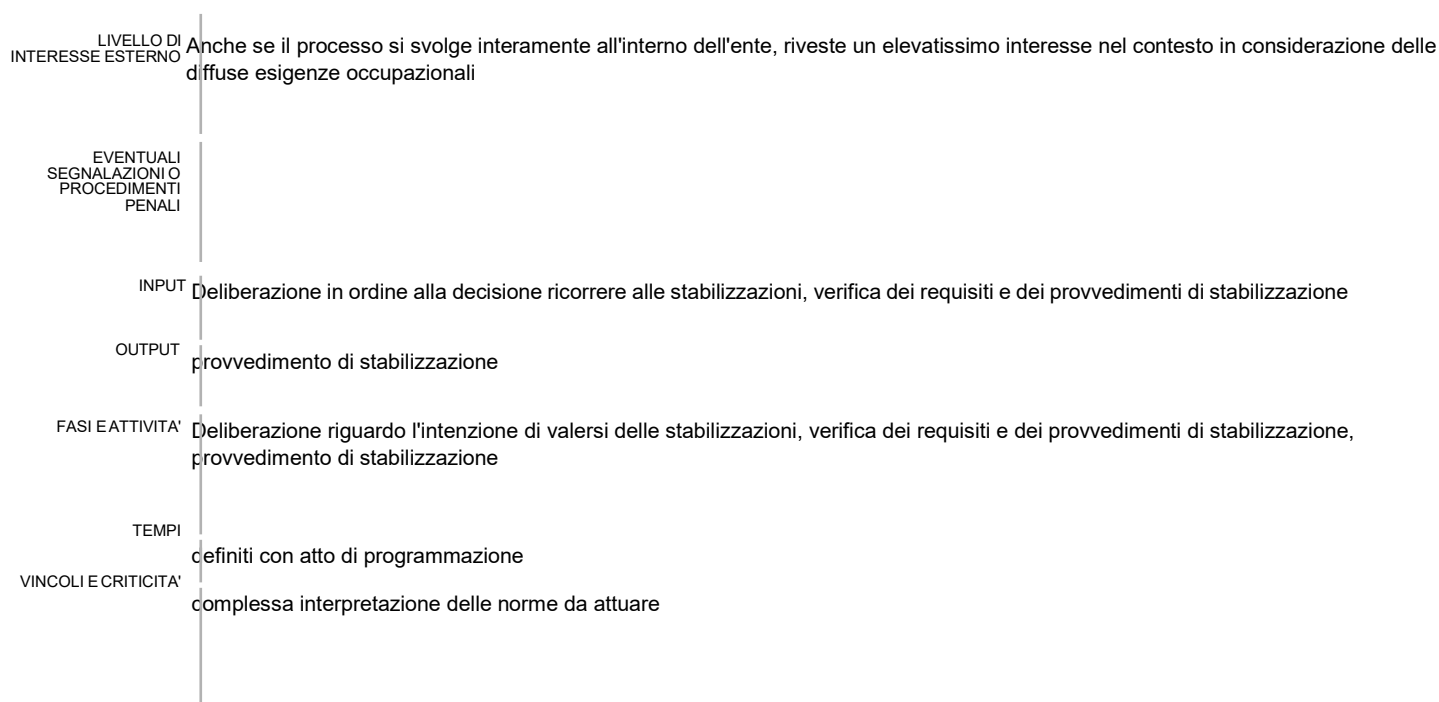 LIVELLO DI
INTERESSE ESTERNO
Anche se il processo si svolge interamente all'interno dell'ente, riveste un elevatissimo interesse nel contesto in considerazione delle
diffuse esigenze occupazionali
EVENTUALI
SEGNALAZIONI O
PROCEDIMENTI
PENALI
INPUT
Deliberazione in ordine alla decisione ricorrere alle stabilizzazioni, verifica dei requisiti e dei provvedimenti di stabilizzazione
OUTPUT
provvedimento di stabilizzazione
FASI E ATTIVITA'
Deliberazione riguardo l'intenzione di valersi delle stabilizzazioni, verifica dei requisiti e dei provvedimenti di stabilizzazione,
provvedimento di stabilizzazione
TEMPI
definiti con atto di programmazione
VINCOLI E CRITICITA'
complessa interpretazione delle norme da attuare